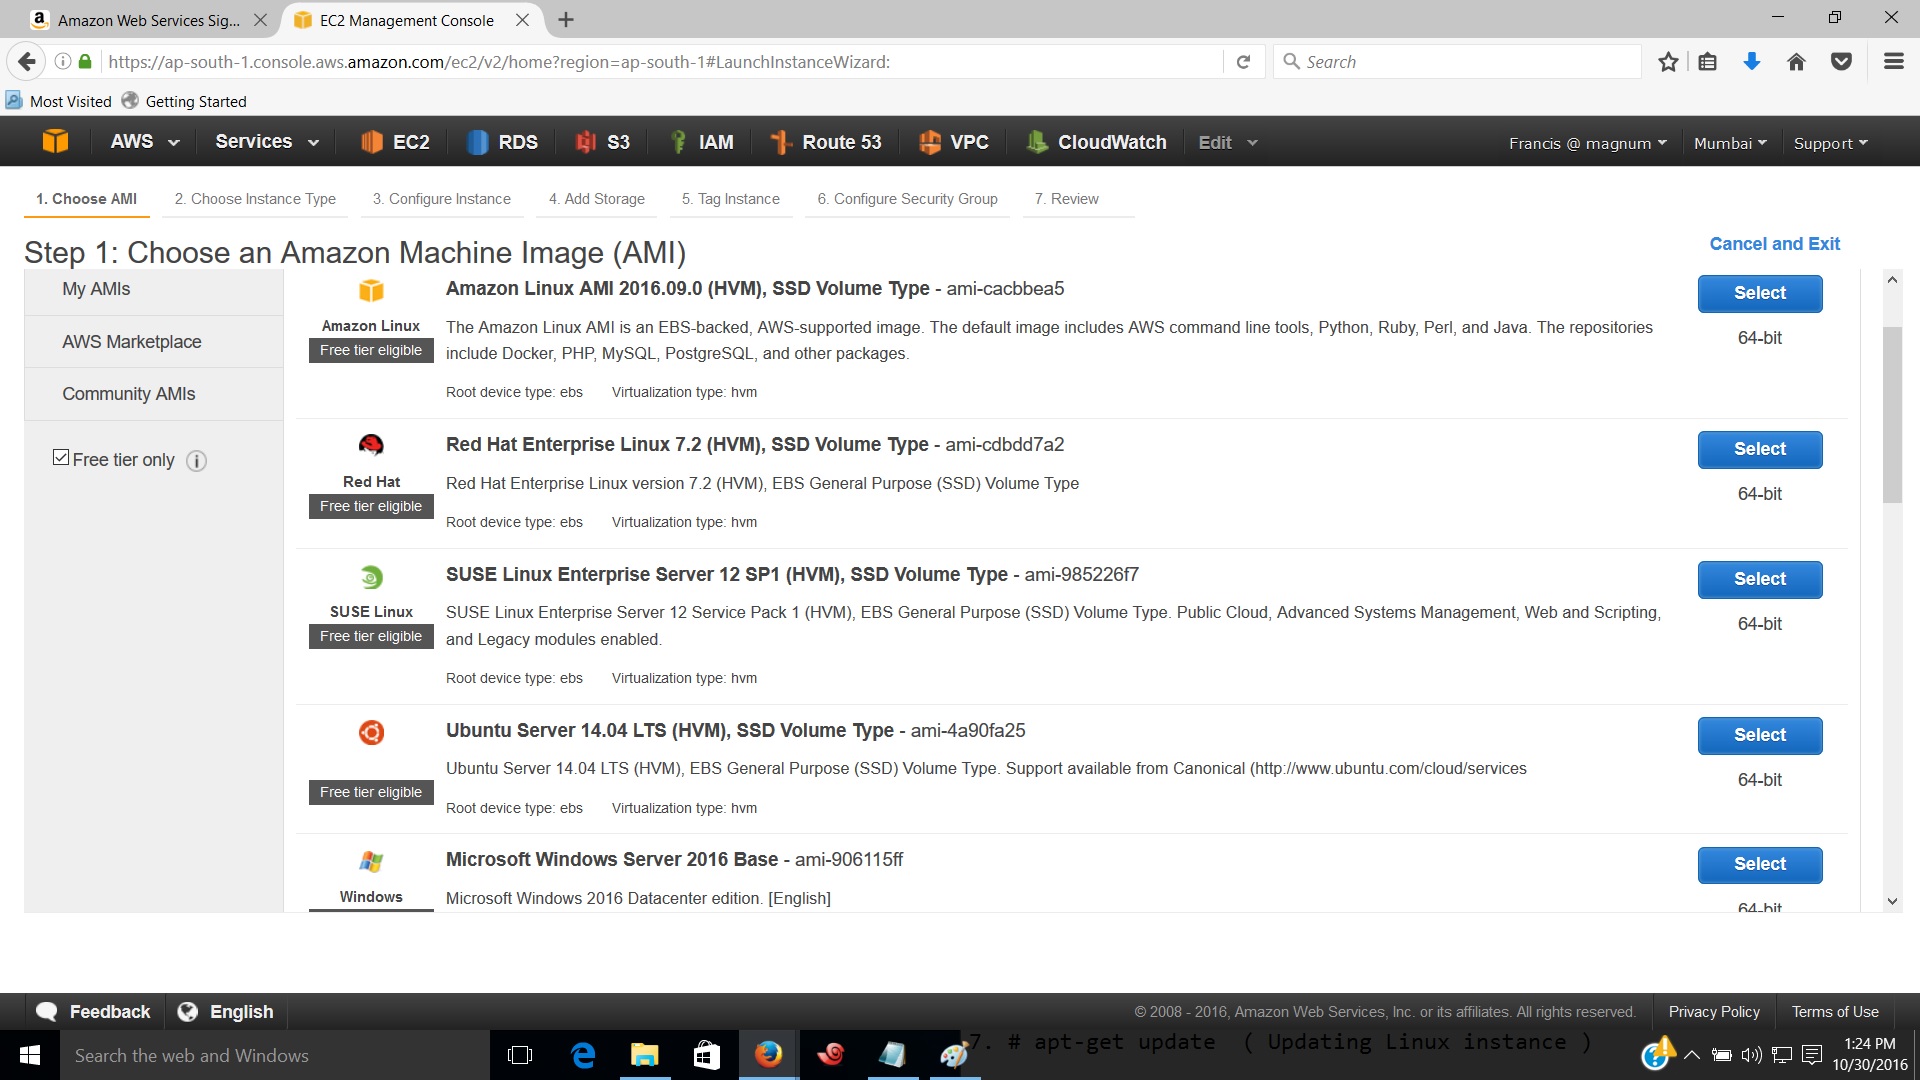 Amazon Web Services Sig...
EC2 Management Console
https://ap-south-1.console.aws.amazon.com/ec2/v2/home?region=ap-south-1#LaunchInstanceWizard:
Search
Most Visited
Getting Started
AWS
Services
EC2
RDS
S3
IAM
Route 53
VPC
CloudWatch
Edit
Francis @ magnum
Mumbai
Support
1. Choose AMI
2. Choose Instance Type
3. Configure Instance
4. Add Storage
5. Tag Instance
6. Configure Security Group
7. Review
Step 1: Choose an Amazon Machine Image (AMI)
Cancel and Exit
My AMIs
AWS Marketplace
Community AMIs
Free tier only
Amazon Linux
Free tier eligible
Amazon Linux AMI 2016.09.0 (HVM), SSD Volume Type - ami-cacbbea5
The Amazon Linux AMI is an EBS-backed, AWS-supported image. The default image includes AWS command line tools, Python, Ruby, Perl, and Java. The repositories
include Docker, PHP, MySQL, PostgreSQL, and other packages.
Root device type: ebs Virtualization type: hvm
Select
64-bit
Red Hat
Free tier eligible
Red Hat Enterprise Linux 7.2 (HVM), SSD Volume Type - ami-cdbdd7a2
Red Hat Enterprise Linux version 7.2 (HVM), EBS General Purpose (SSD) Volume Type
Root device type: ebs Virtualization type: hvm
Select
64-bit
SUSE Linux
Free tier eligible
SUSE Linux Enterprise Server 12 SP1 (HVM), SSD Volume Type - ami-985226f7
SUSE Linux Enterprise Server 12 Service Pack 1 (HVM), EBS General Purpose (SSD) Volume Type. Public Cloud, Advanced Systems Management, Web and Scripting,
and Legacy modules enabled.
Root device type: ebs Virtualization type: hvm
Select
64-bit
Free tier eligible
Ubuntu Server 14.04 LTS (HVM), SSD Volume Type - ami-4a90fa25
Ubuntu Server 14.04 LTS (HVM), EBS General Purpose (SSD) Volume Type. Support available from Canonical (http://www.ubuntu.com/cloud/services
Root device type: ebs Virtualization type: hvm
Select
64-bit
Windows
Microsoft Windows Server 2016 Base - ami-906115ff
Microsoft Windows 2016 Datacenter edition. [English]
Select
64-bit
Feedback
English
© 2008 - 2016, Amazon Web Services, Inc. or its affiliates. All rights reserved.
Privacy Policy
Terms of Use
Search the web and Windows
7. # apt-get update ( Updating Linux instance )
1:24 PM
10/30/2016